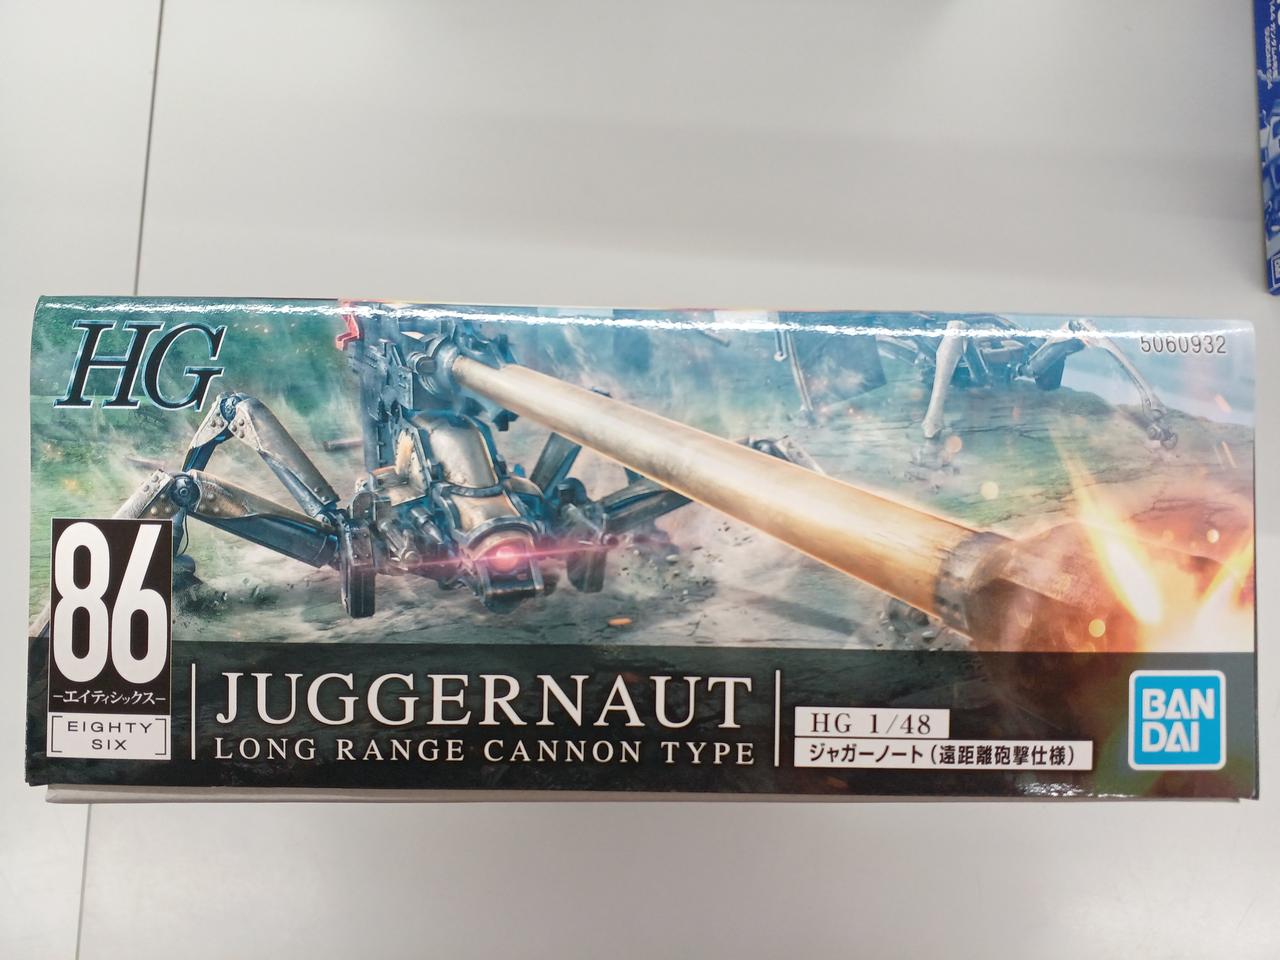 HG
5060932
86
-エイティシックス-
EIGHTY
SIX
JUGGERNAUT
LONG RANGE CANNON TYPE
HG 1/48
ジャガーノート(遠距離砲撃仕様)
BAN
DAI